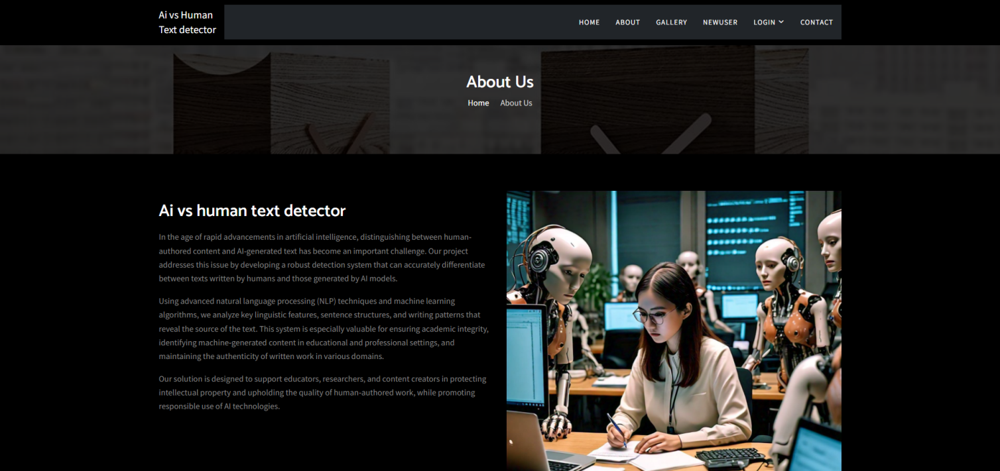 Ai vs Human
Text detector
HOME ABOUT GALLERY NEWUSER LOGIN CONTACT
About Us
Home About Us
Ai vs human text detector
In the age of rapid advancements in artificial intelligence, distinguishing between human-
authored content and AI-generated text has become an important challenge. Our project
addresses this issue by developing a robust detection system that can accurately differentiate
between texts written by humans and those generated by AI models.
Using advanced natural language processing (NLP) techniques and machine learning
algorithms, we analyze key linguistic features, sentence structures, and writing patterns that
reveal the source of the text. This system is especially valuable for ensuring academic integrity,
identifying machine-generated content in educational and professional settings, and
maintaining the authenticity of written work in various domains.
Our solution is designed to support educators, researchers, and content creators in protecting
intellectual property and upholding the quality of human-authored work, while promoting
responsible use of AI technologies.